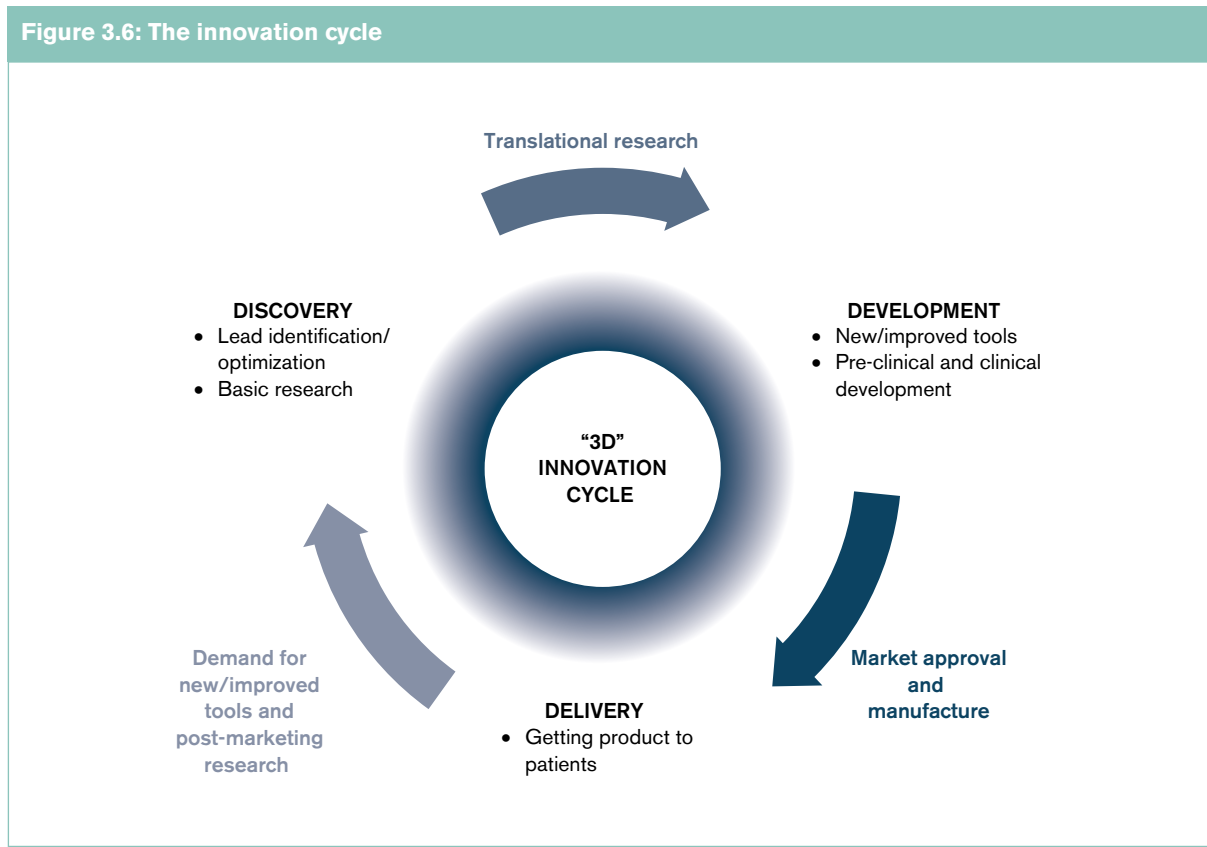 Figure 3.6: The innovation cycle
Translational research
DISCOVERY
• Lead identification/
optimization
• Basic research
DEVELOPMENT
• New/improved tools
• Pre-clinical and clinical
development
“3D”
INNOVATION
CYCLE
Market approval
and
manufacture
DELIVERY
• Getting product to
patients
Demand for
new/improved
tools and
post-marketing
research